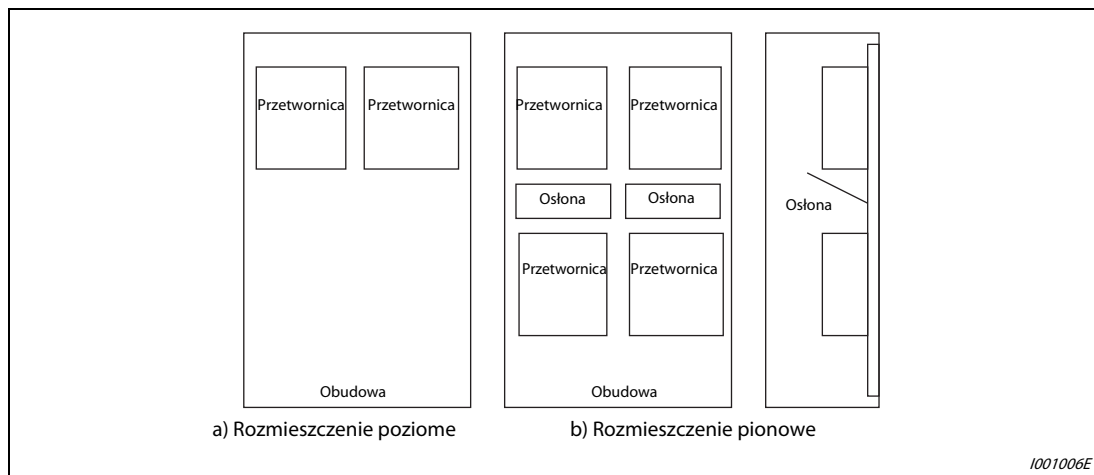 Przetwornica Przetwornica Przetwornica Przetwornica
Osłona Osłona Osłona
Przetwornica Przetwornica
Obudowa Obudowa
a) Rozmieszczenie poziome b) Rozmieszczenie pionowe
I001006E